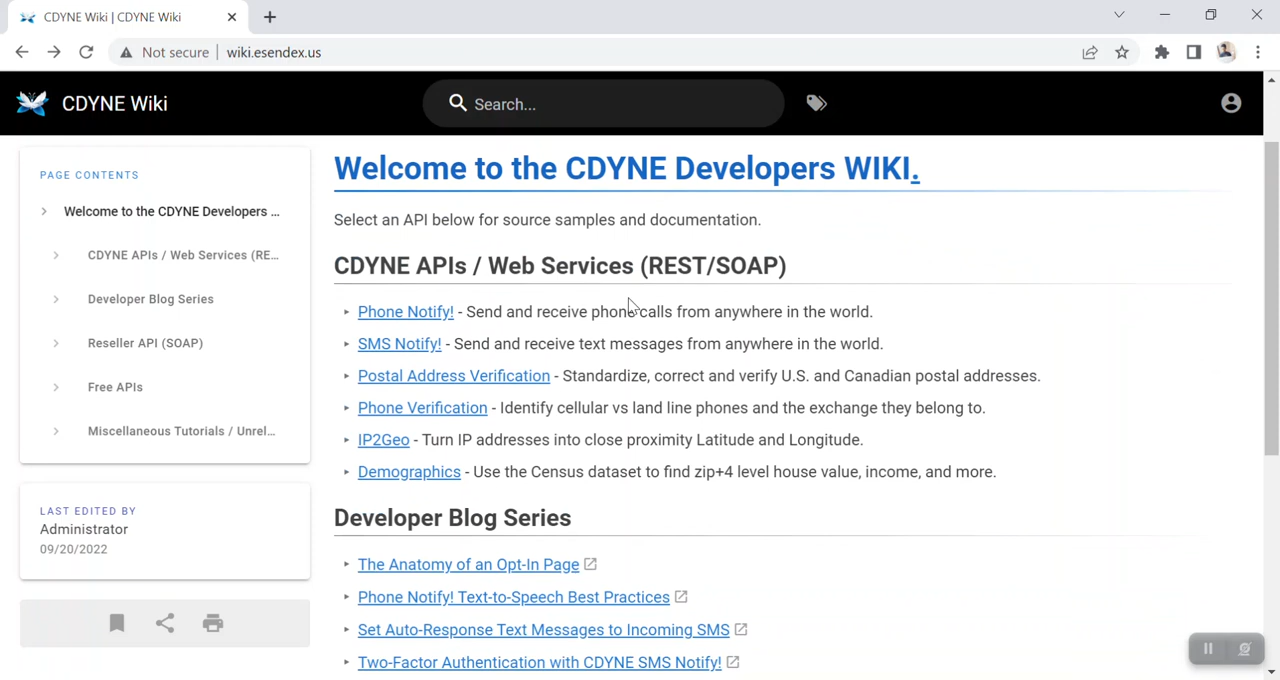 CDYNE Wiki | CDYNE Wiki
Not secure
wiki.esendex.us
CDYNE Wiki
Search...
PAGE CONTENTS
Welcome to the CDYNE Developers ...
CDYNE APIs / Web Services (RE...
Developer Blog Series
Reseller API (SOAP)
Free APIs
Miscellaneous Tutorials / Unrel...
LAST EDITED BY
Administrator
09/20/2022
Welcome to the CDYNE Developers WIKI.
Select an API below for source samples and documentation.
CDYNE APIs / Web Services (REST/SOAP)
Phone Notify! - Send and receive phone calls from anywhere in the world.
SMS Notify! - Send and receive text messages from anywhere in the world.
Postal Address Verification - Standardize, correct and verify U.S. and Canadian postal addresses.
Phone Verification - Identify cellular vs land line phones and the exchange they belong to.
IP2Geo - Turn IP addresses into close proximity Latitude and Longitude.
Demographics - Use the Census dataset to find zip+4 level house value, income, and more.
Developer Blog Series
The Anatomy of an Opt-In Page
Phone Notify! Text-to-Speech Best Practices
Set Auto-Response Text Messages to Incoming SMS
Two-Factor Authentication with CDYNE SMS Notify!